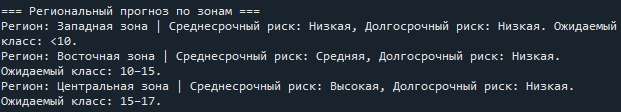 === Региональный прогноз по зонам ===
Регион: Западная зона | Среднесрочный риск: Низкая, Долгосрочный риск: Низкая. Ожидаемый
класс: <10.
Регион: Восточная зона | Среднесрочный риск: Средняя, Долгосрочный риск: Низкая.
Ожидаемый класс: 10–15.
Регион: Центральная зона | Среднесрочный риск: Высокая, Долгосрочный риск: Низкая.
Ожидаемый класс: 15–17.